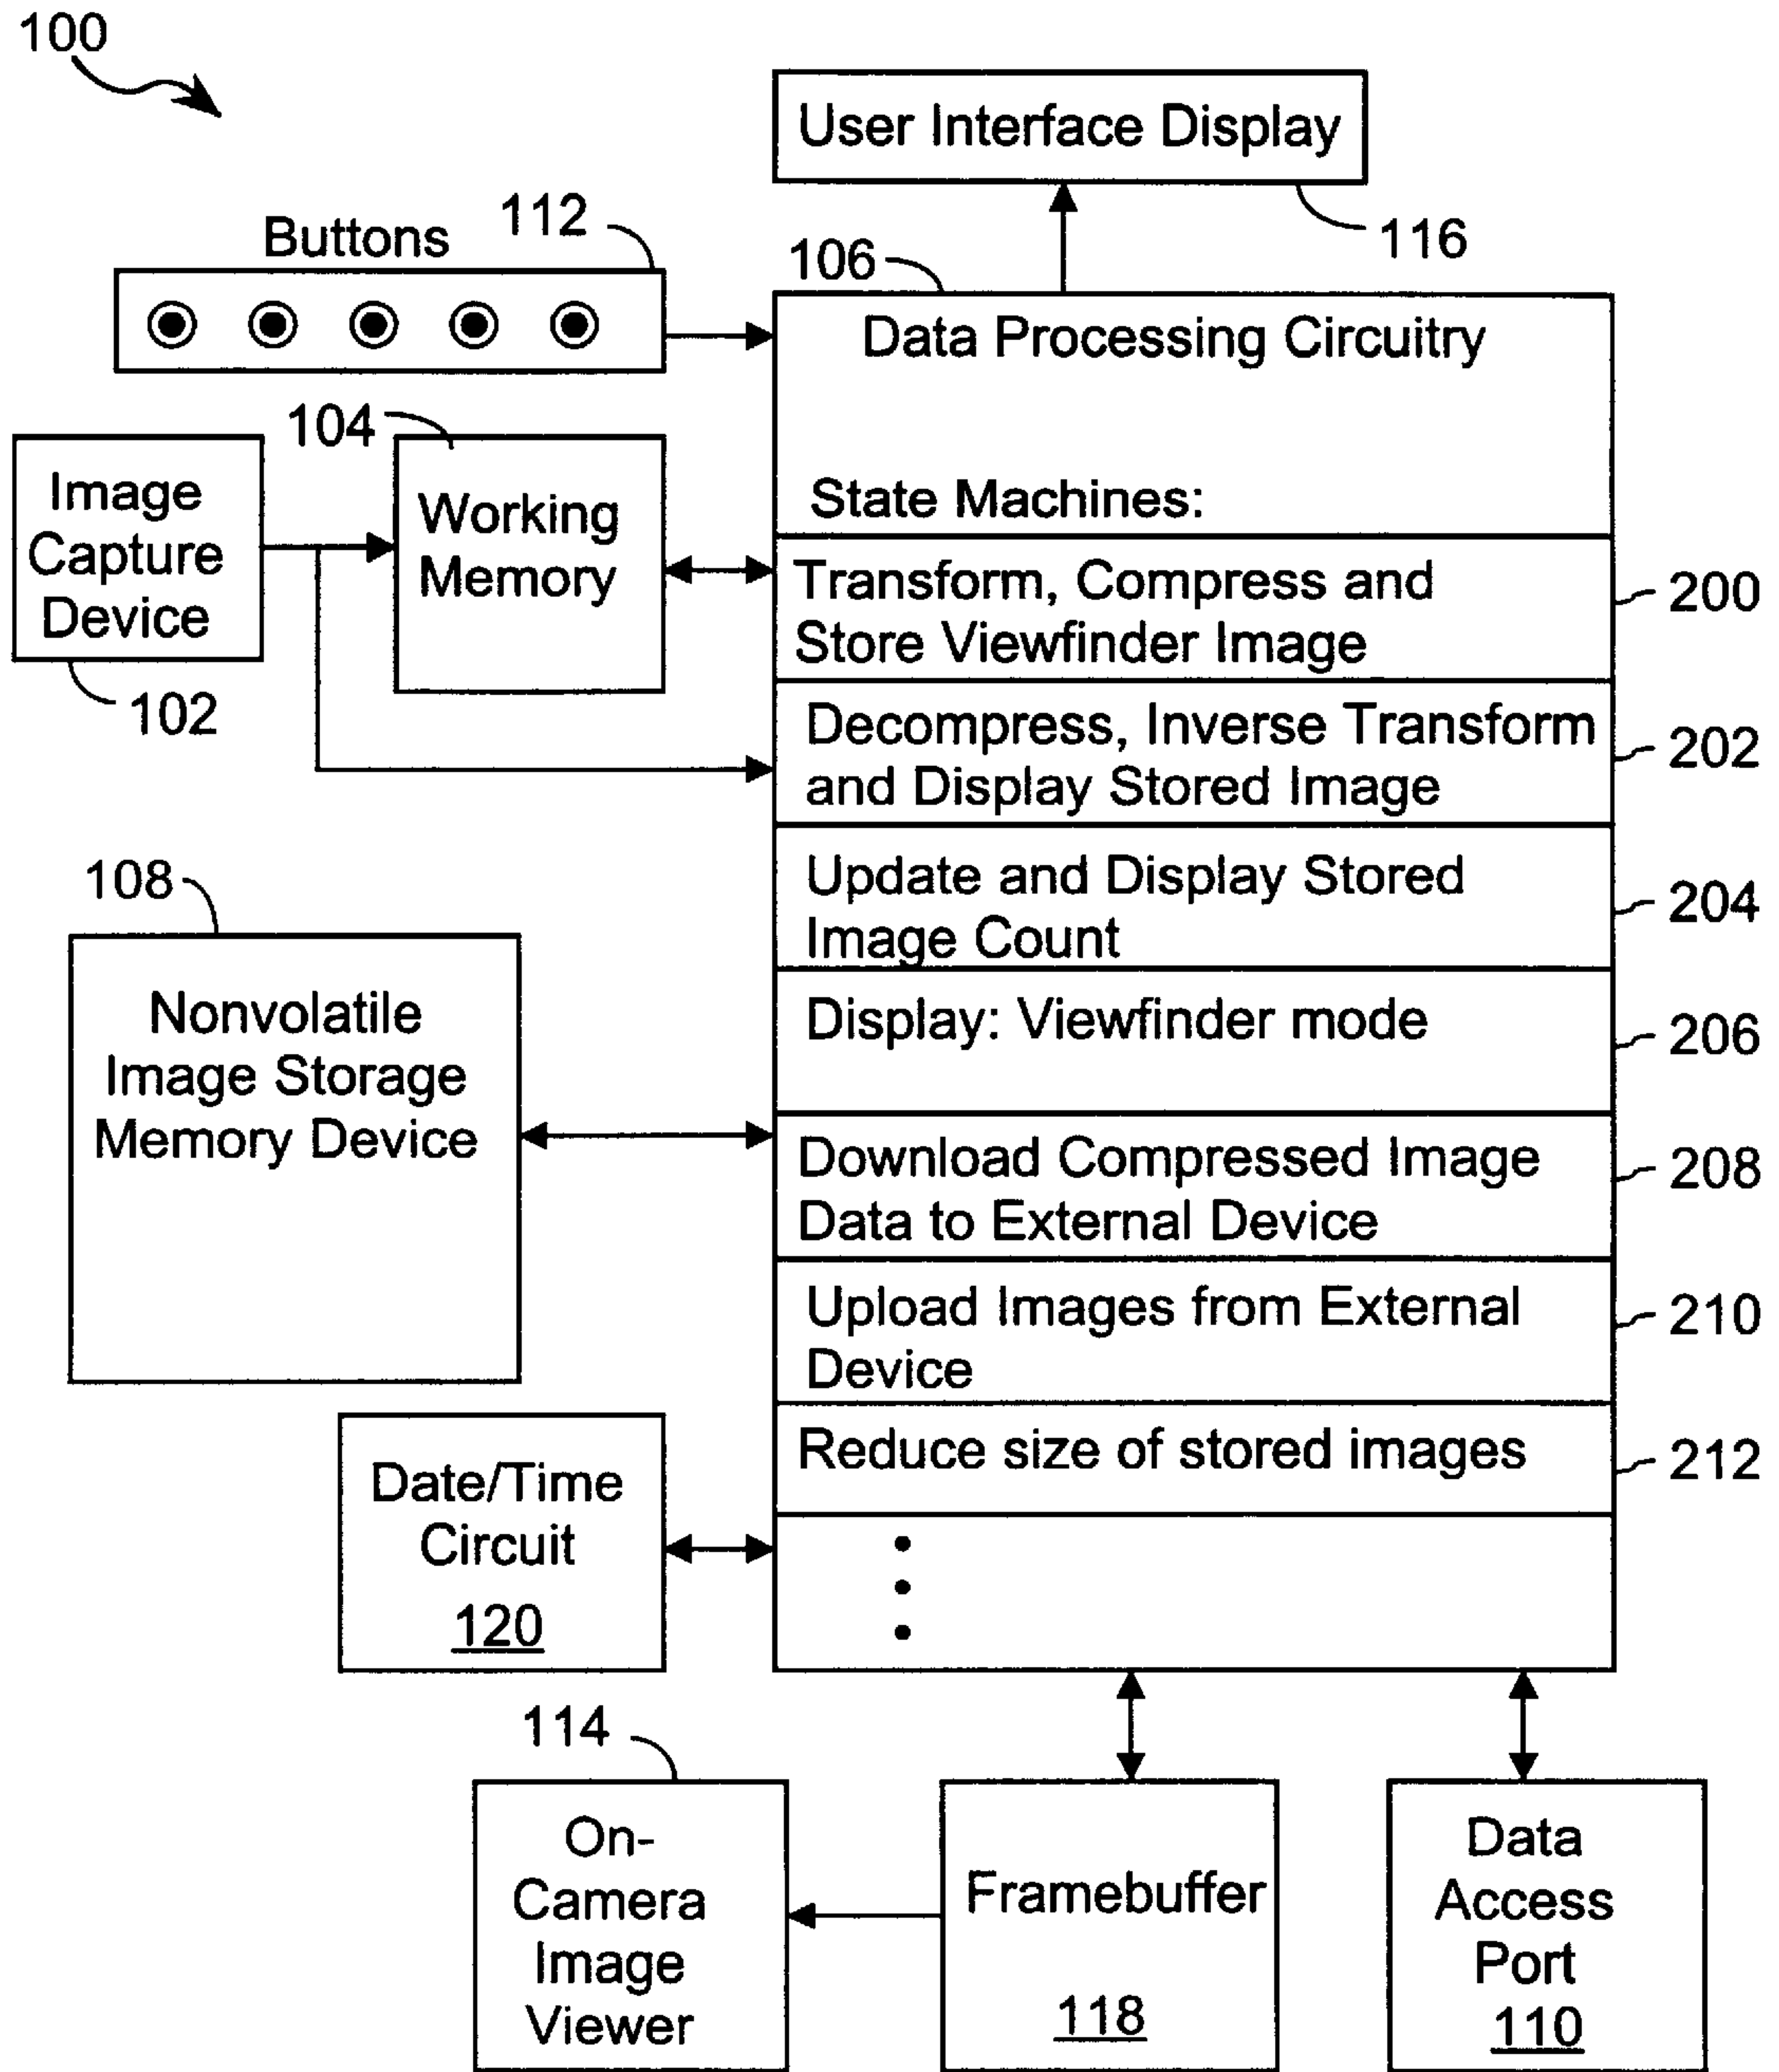 100
User Interface Display
116
Buttons
112
106
Data Processing Circuitry
State Machines:
104
Image
Capture
Device
102
Working
Memory
Transform, Compress and
Store Viewfinder Image
200
Decompress, Inverse Transform
and Display Stored Image
202
Update and Display Stored
Image Count
204
108
Nonvolatile
Image Storage
Memory Device
Display: Viewfinder mode
206
Download Compressed Image
Data to External Device
208
Upload Images from External
Device
210
Reduce size of stored images
212
Date/Time
Circuit
120
114
On-
Camera
Image
Viewer
Framebuffer
118
Data
Access
Port
110